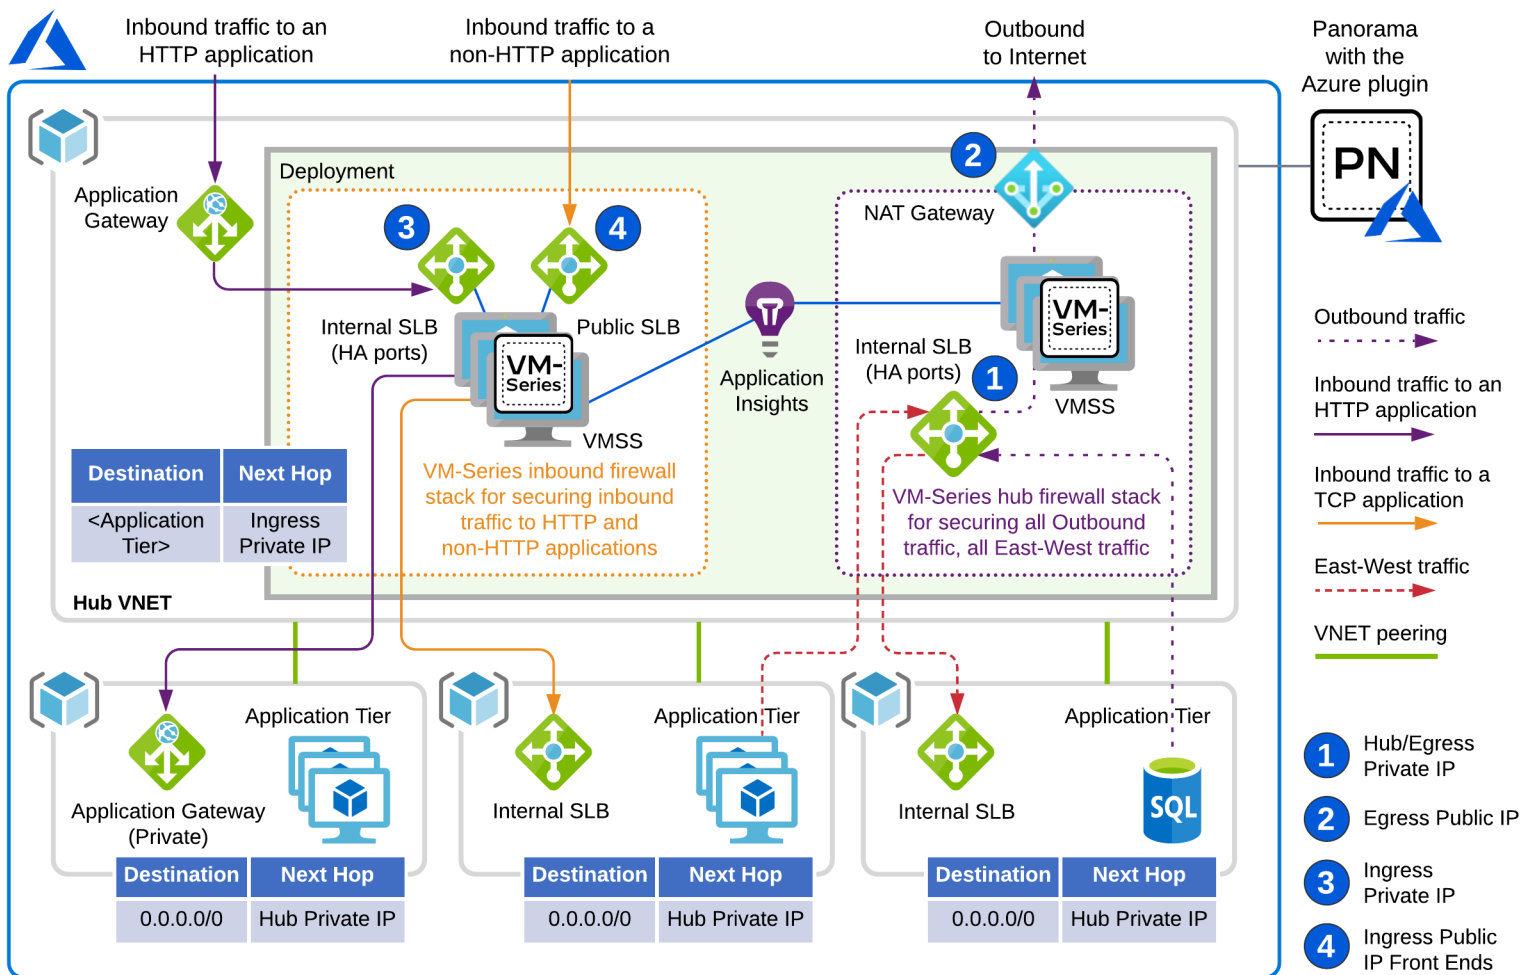 Inbound traffic to an
HTTP application
Inbound traffic to a
non-HTTP application
Outbound
to Internet
Panorama
with the
Azure plugin
PN
Application
Gateway
Deployment
3
4
2
NAT Gateway
Internal SLB
(HA ports)
Public SLB
VM-
Series
VMSS
Application
Insights
Internal SLB
(HA ports)
1
VM-
Series
VMSS
VM-Series inbound firewall
stack for securing inbound
traffic to HTTP and
non-HTTP applications
VM-Series hub firewall stack
for securing all Outbound
traffic, all East-West traffic
Destination Next Hop
<Application
Tier>
Ingress
Private IP
Hub VNET
Outbound traffic
Inbound traffic to an
HTTP application
Inbound traffic to a
TCP application
East-West traffic
VNET peering
Application Tier
Application Gateway
(Private)
Destination Next Hop
0.0.0.0/0 Hub Private IP
Application Tier
Internal SLB
Destination Next Hop
0.0.0.0/0 Hub Private IP
Application Tier
Internal SLB
SQL
Destination Next Hop
0.0.0.0/0 Hub Private IP
1 Hub/Egress
Private IP
2 Egress Public IP
3 Ingress
Private IP
4 Ingress Public
IP Front Ends